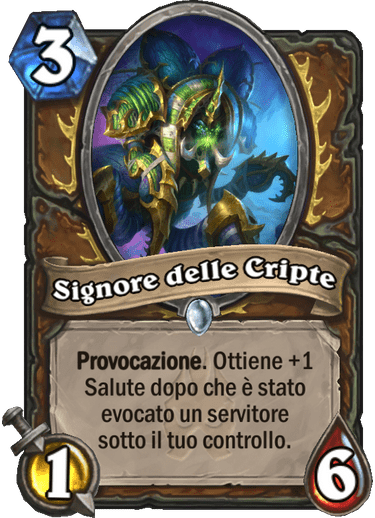 3
Signore delle Cripte
Provocazione. Ottiene +1
Salute dopo che è stato
evocato un servitore
sotto il tuo controllo.
1
6